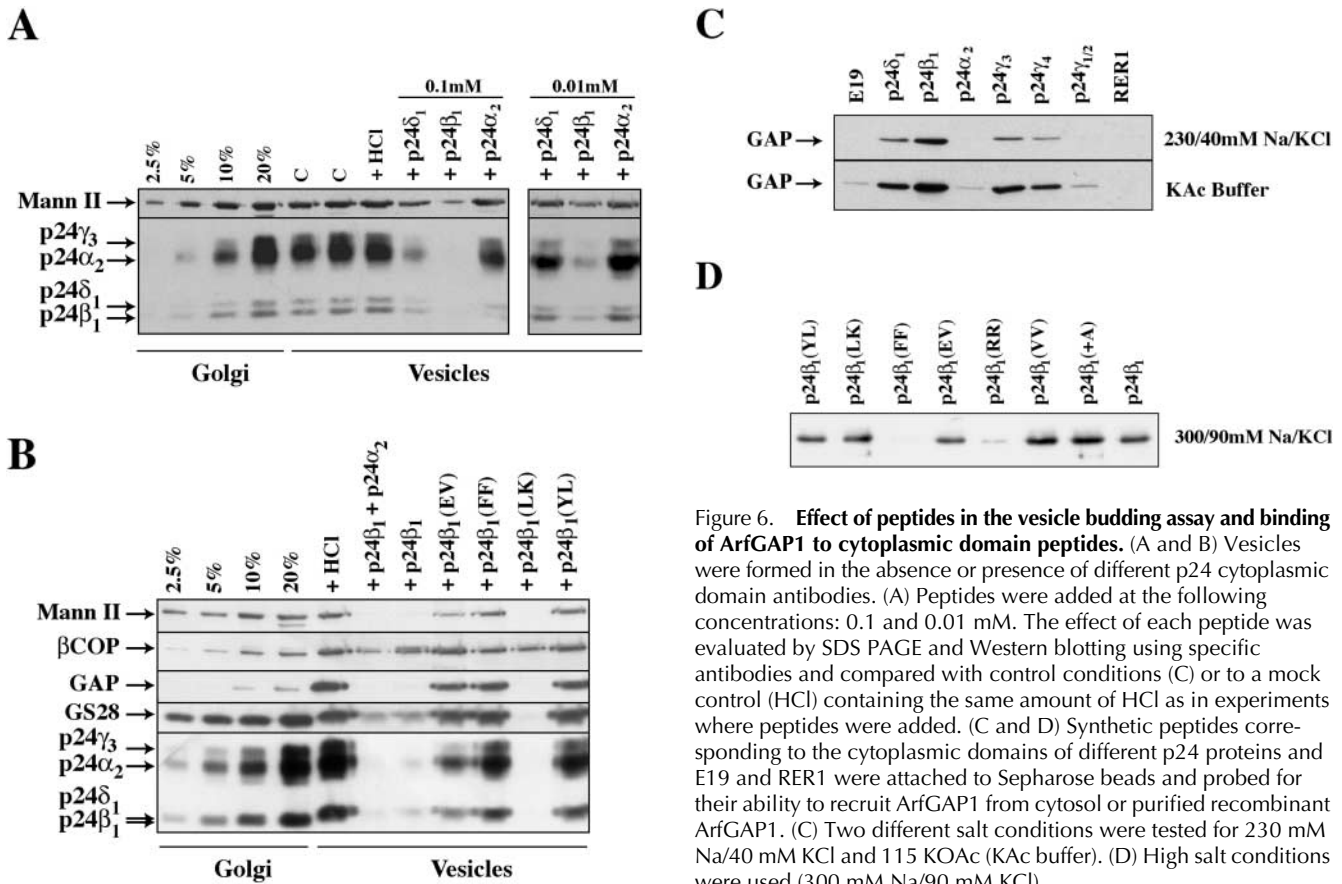 A
0.1mM
0.01mM
2.5%
5%
10%
20%
C
C
+ HCl
+ p24δ1
+ p24β1
+ p24α2
+ p24δ1
+ p24β1
+ p24α2
Mann II
p24γ3
p24α2
p24δ1
p24β1
Golgi
Vesicles
B
2.5%
5%
10%
20%
+ HCl
+ p24β1 + p24α2
+ p24β1
+ p24β1(EV)
+ p24β1(FF)
+ p24β1(LK)
+ p24β1(YL)
Mann II
βCOP
GAP
GS28
p24γ3
p24α2
p24δ1
p24β1
Golgi
Vesicles
C
E19
p24δ1
p24β1
p24α2
p24γ3
p24γ4
p24γ1/2
RER1
GAP
230/40mM Na/KCl
GAP
KAc Buffer
D
p24β1(YL)
p24β1(LK)
p24β1(FF)
p24β1(EV)
p24β1(RR)
p24β1(VV)
p24β1(+A)
p24β1
300/90mM Na/KCl
Figure 6. Effect of peptides in the vesicle budding assay and binding
of ArfGAP1 to cytoplasmic domain peptides. (A and B) Vesicles
were formed in the absence or presence of different p24 cytoplasmic
domain antibodies. (A) Peptides were added at the following
concentrations: 0.1 and 0.01 mM. The effect of each peptide was
evaluated by SDS PAGE and Western blotting using specific
antibodies and compared with control conditions (C) or to a mock
control (HCl) containing the same amount of HCl as in experiments
where peptides were added. (C and D) Synthetic peptides corre-
sponding to the cytoplasmic domains of different p24 proteins and
E19 and RER1 were attached to Sepharose beads and probed for
their ability to recruit ArfGAP1 from cytosol or purified recombinant
ArfGAP1. (C) Two different salt conditions were tested for 230 mM
Na/40 mM KCl and 115 KOAc (KAc buffer). (D) High salt conditions
were used (300 mM Na/90 mM KCl)